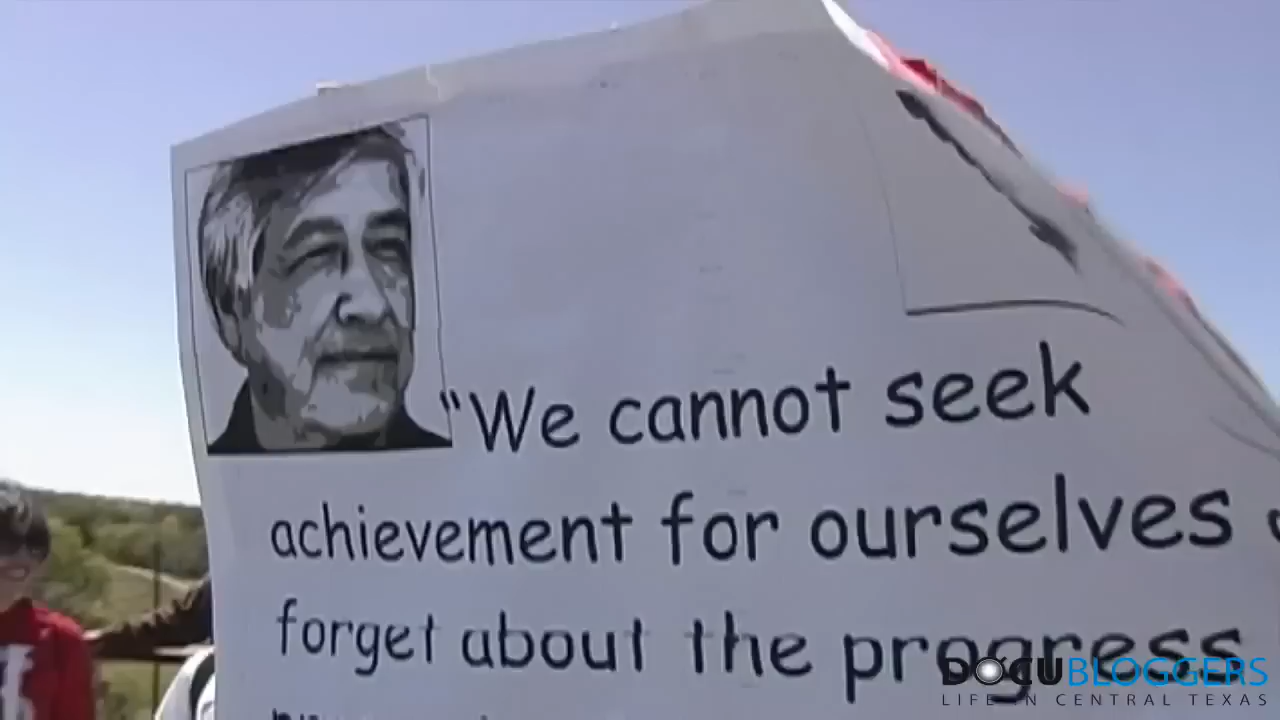 “We cannot seek
achievement for ourselves
forget about the progress
DOCUBLOGGERS
LIFE IN CENTRAL TEXAS